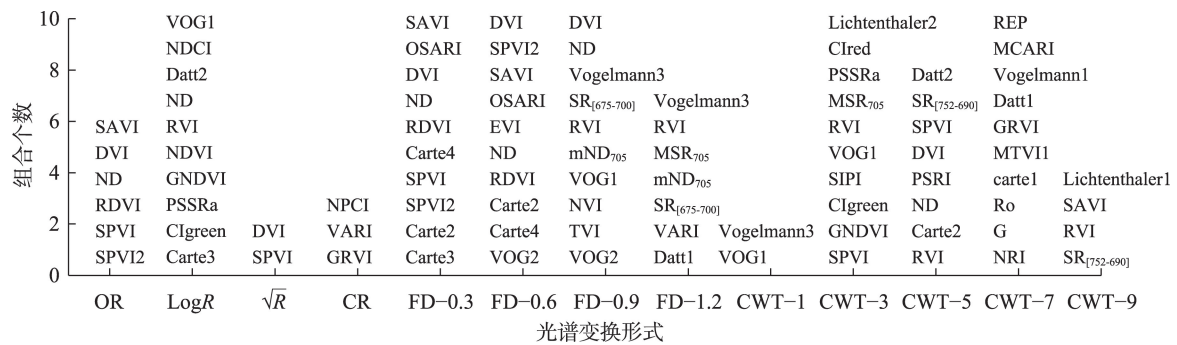 10 VOG1 SAVI DVI DVI Lichtenthaler2 REP
NDCI OSARI SPVI2 ND CIred MCARI
8 Datt2 DVI SAVI Vogelmann3 PSSRa Datt2 Vogelmann1
ND ND OSARI SR[675-700] Vogelmann3 MSR705 SR[752-690] Datt1
6 SAVI RVI RDVI EVI RVI RVI RVI SPVI GRVI
DVI NDVI Carte4 ND mND705 MSR705 VOG1 DVI MTVI1
4 ND GNDVI SPVI RDVI VOG1 mND705 SIPI PSRI carte1 Lichtenthaler1
RDVI PSSRa NPCI SPVI2 Carte2 NVI SR[675-700] CIgreen ND Ro SAVI
2 SPVI CIgreen DVI VARI Carte2 Carte4 TVI VARI Vogelmann3 GNDVI Carte2 G RVI
SPVI2 Carte3 SPVI GRVI Carte3 VOG2 VOG2 Datt1 VOG1 SPVI RVI NRI SR[752-690]
0
组合个数
OR LogR √R CR FD-0.3 FD-0.6 FD-0.9 FD-1.2 CWT-1 CWT-3 CWT-5 CWT-7 CWT-9
光谱变换形式